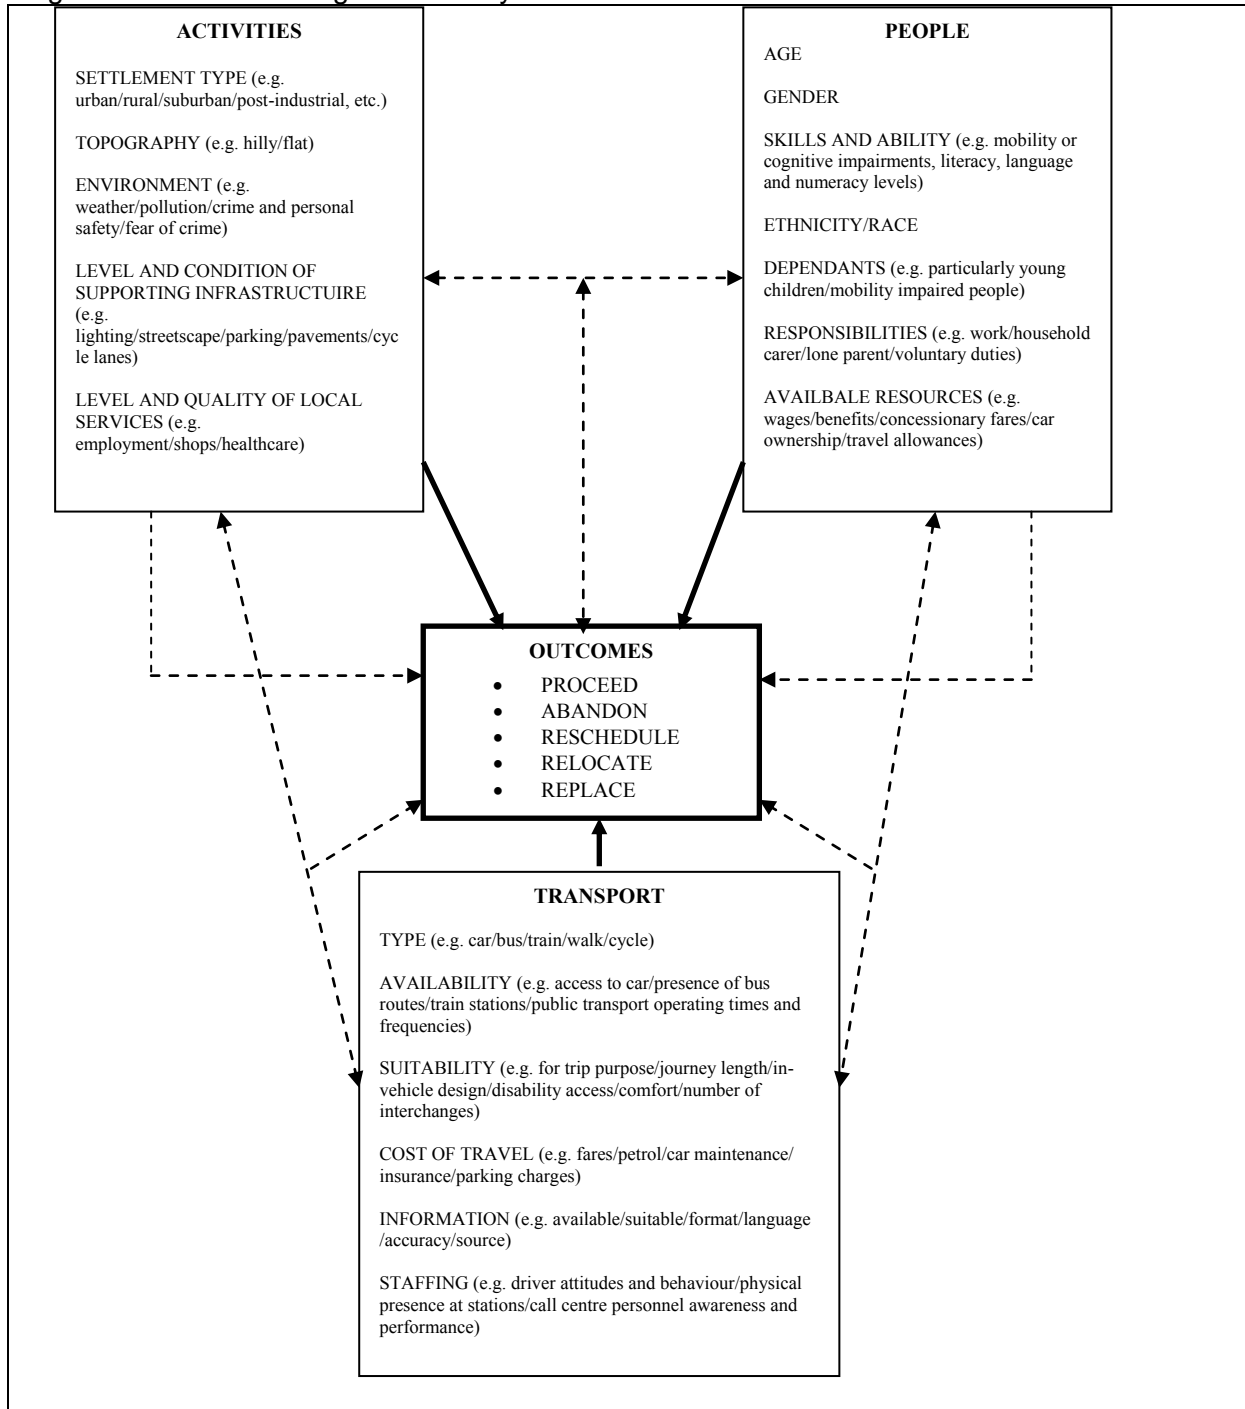 ACTIVITIES
SETTLEMENT TYPE (e.g.
urban/rural/suburban/post-industrial, etc.)
TOPOGRAPHY (e.g. hilly/flat)
ENVIRONMENT (e.g.
weather/pollution/crime and personal
safety/fear of crime)
LEVEL AND CONDITION OF
SUPPORTING INFRASTRUCTUIRE
(e.g.
lighting/streetscape/parking/pavements/cyc
le lanes)
LEVEL AND QUALITY OF LOCAL
SERVICES (e.g.
employment/shops/healthcare)
PEOPLE
AGE
GENDER
SKILLS AND ABILITY (e.g. mobility or
cognitive impairments, literacy, language
and numeracy levels)
ETHNICITY/RACE
DEPENDANTS (e.g. particularly young
children/mobility impaired people)
RESPONSIBILITIES (e.g. work/household
carer/lone parent/voluntary duties)
AVAILBALE RESOURCES (e.g.
wages/benefits/concessionary fares/car
ownership/travel allowances)
OUTCOMES
• PROCEED
• ABANDON
• RESCHEDULE
• RELOCATE
• REPLACE
TRANSPORT
TYPE (e.g. car/bus/train/walk/cycle)
AVAILABILITY (e.g. access to car/presence of bus
routes/train stations/public transport operating times and
frequencies)
SUITABILITY (e.g. for trip purpose/journey length/in-
vehicle design/disability access/comfort/number of
interchanges)
COST OF TRAVEL (e.g. fares/petrol/car maintenance/
insurance/parking charges)
INFORMATION (e.g. available/suitable/format/language
/accuracy/source)
STAFFING (e.g. driver attitudes and behaviour/physical
presence at stations/call centre personnel awareness and
performance)